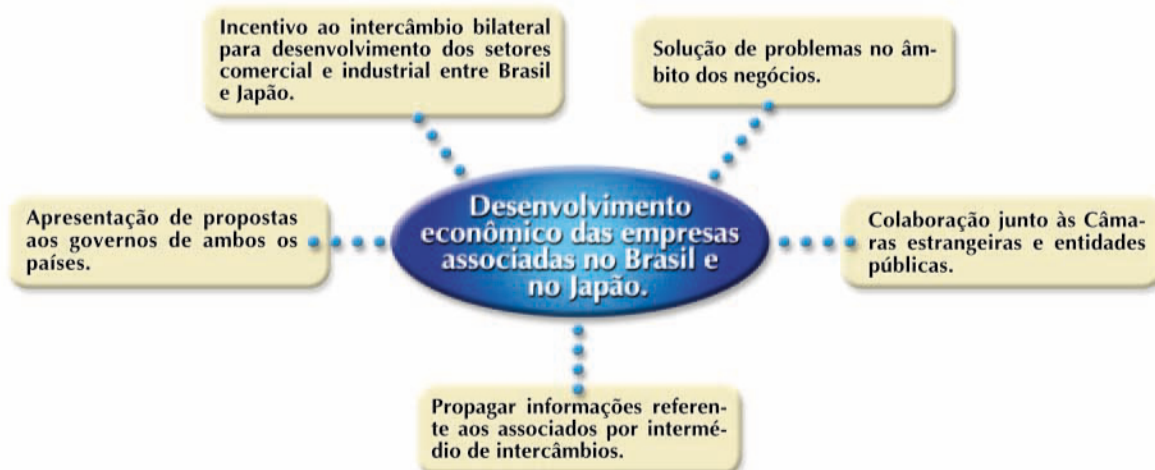 Incentivo ao intercâmbio bilateral
para desenvolvimento dos setores
comercial e industrial entre Brasil
e Japão.
Solução de problemas no âm-
bito dos negócios.
Apresentação de propostas
aos governos de ambos os
países.
Desenvolvimento
econômico das empresas
associadas no Brasil e
no Japão.
Colaboração junto às Câma-
ras estrangeiras e entidades
públicas.
Propagar informações referen-
te aos associados por intermé-
dio de intercâmbios.